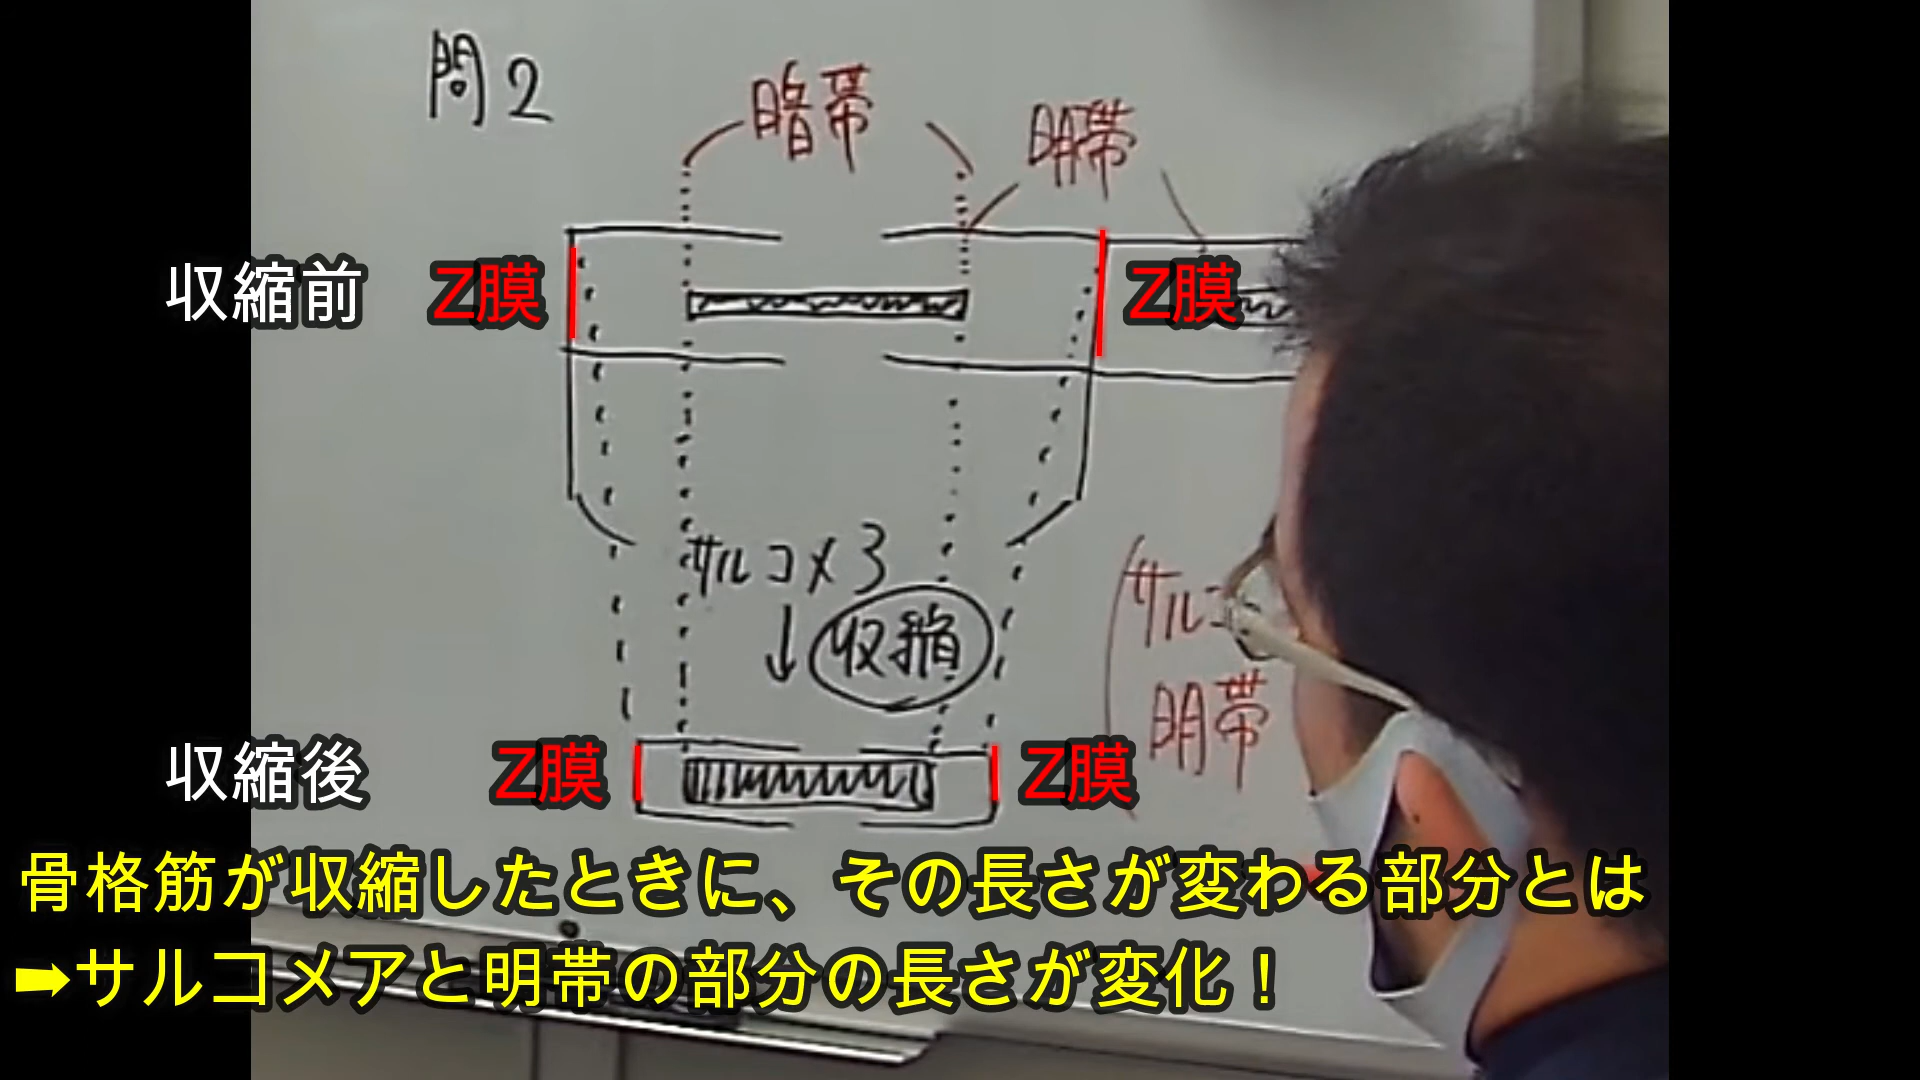 問2
暗帯
明帯
収縮前
Z膜
Z膜
サルコメ3
収縮
サルコ
明帯
収縮後
Z膜
Z膜
骨格筋が収縮したときに、その長さが変わる部分とは
➡サルコメアと明帯の部分の長さが変化！